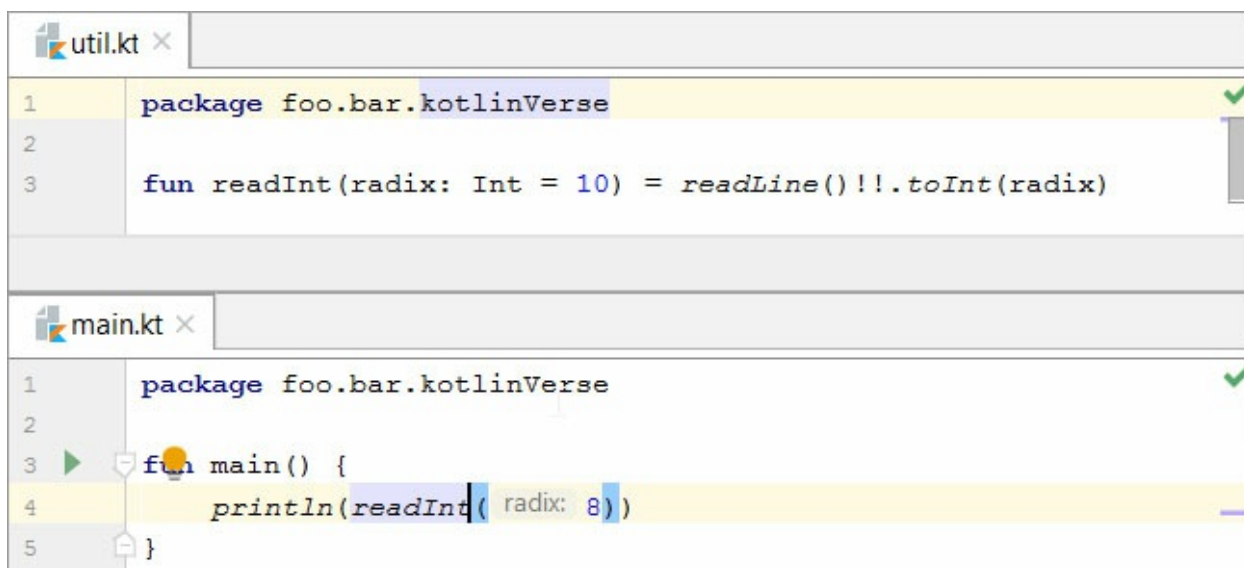 util.kt
1 package foo.bar.kotlinVerse
2
3 fun readInt(radix: Int = 10) = readLine()!!.toInt(radix)
main.kt
1 package foo.bar.kotlinVerse
2
3 fun main() {
4 println(readInt( radix: 8))
5 }